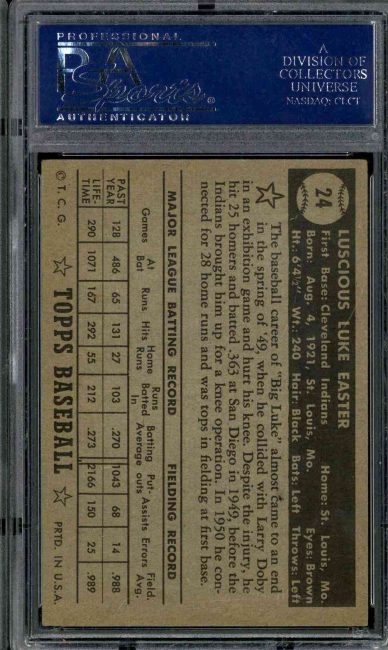 PROFESSIONAL
PSA
Sports
AUTHENTICATOR
A
DIVISION OF
COLLECTORS
UNIVERSE
NASDAQ: CLCT
24
LUSCIOUS LUKE EASTER
First Base: Cleveland Indians Home: St. Louis, Mo.
Born: Aug. 4, 1921, St. Louis, Mo. Eyes: Brown
Ht.: 6'4½" Wt.: 240 Hair: Black Bats: Left Throws: Left
The baseball career of "Big Luke" almost came to an end
in the spring of '49, when he collided with Larry Doby
in an exhibition game and hurt his knee. Despite the injury, he
hit 25 homers and batted .363 at San Diego in 1949 before the
Indians brought him up for a knee operation. In 1950 he con-
nected for 28 home runs and was tops in fielding at first base.
MAJOR LEAGUE BATTING RECORD FIELDING RECORD
Games At Bat Runs Hits Home Runs Runs Batted In Batting Average Put-outs Assists Errors Field. Avg.
PAST YEAR 128 486 65 131 27 103 .270 1043 68 14 .988
LIFE-TIME 290 1071 167 292 55 212 .273 2166 150 25 .989
© T. C. G. TOPPS BASEBALL PRTD. IN U.S.A.